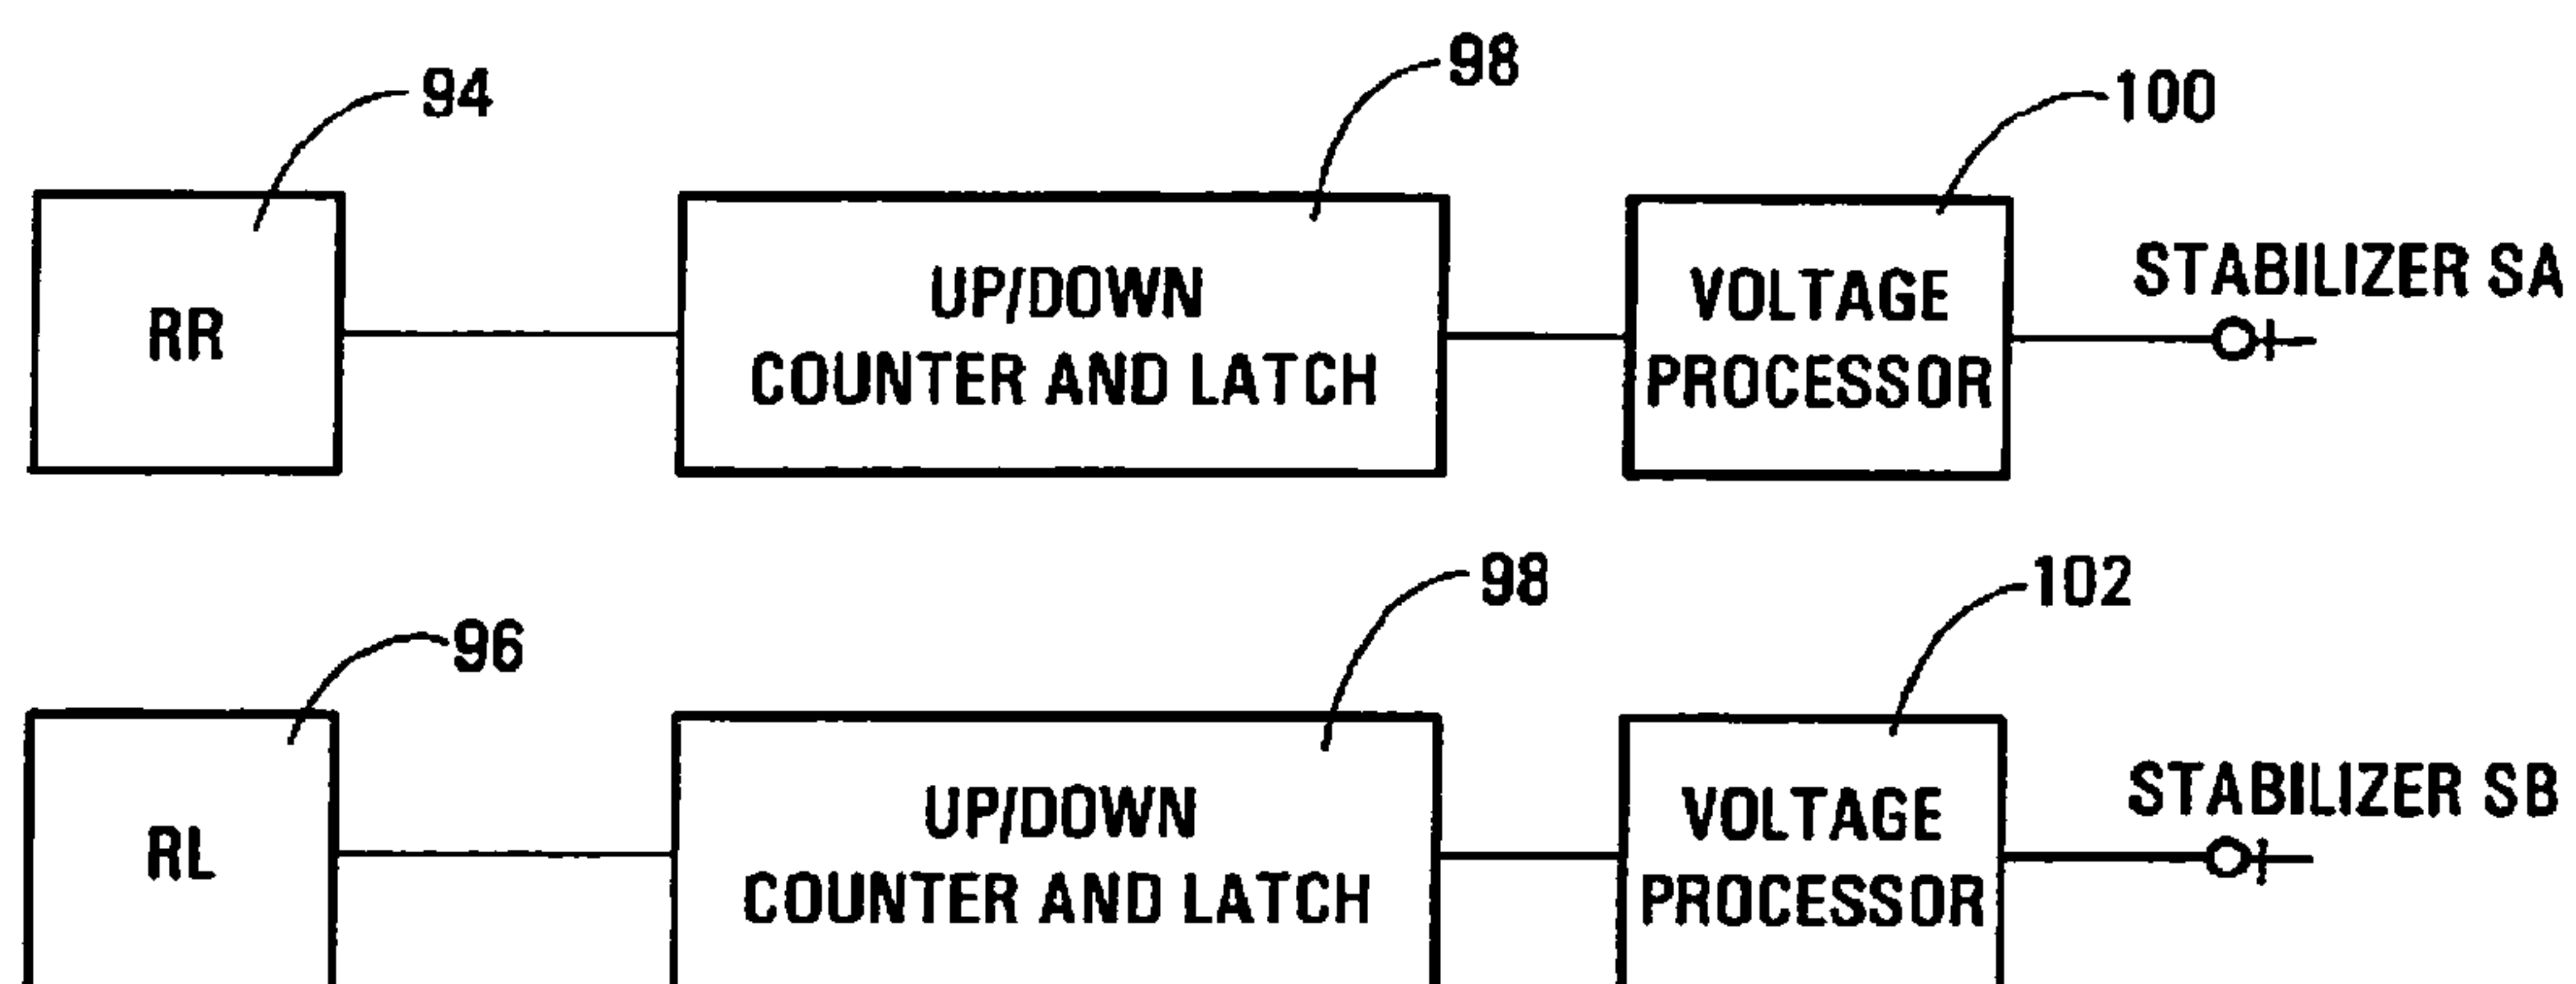 94
98
100
RR
UP/DOWN
COUNTER AND LATCH
VOLTAGE
PROCESSOR
STABILIZER SA
96
98
102
RL
UP/DOWN
COUNTER AND LATCH
VOLTAGE
PROCESSOR
STABILIZER SB